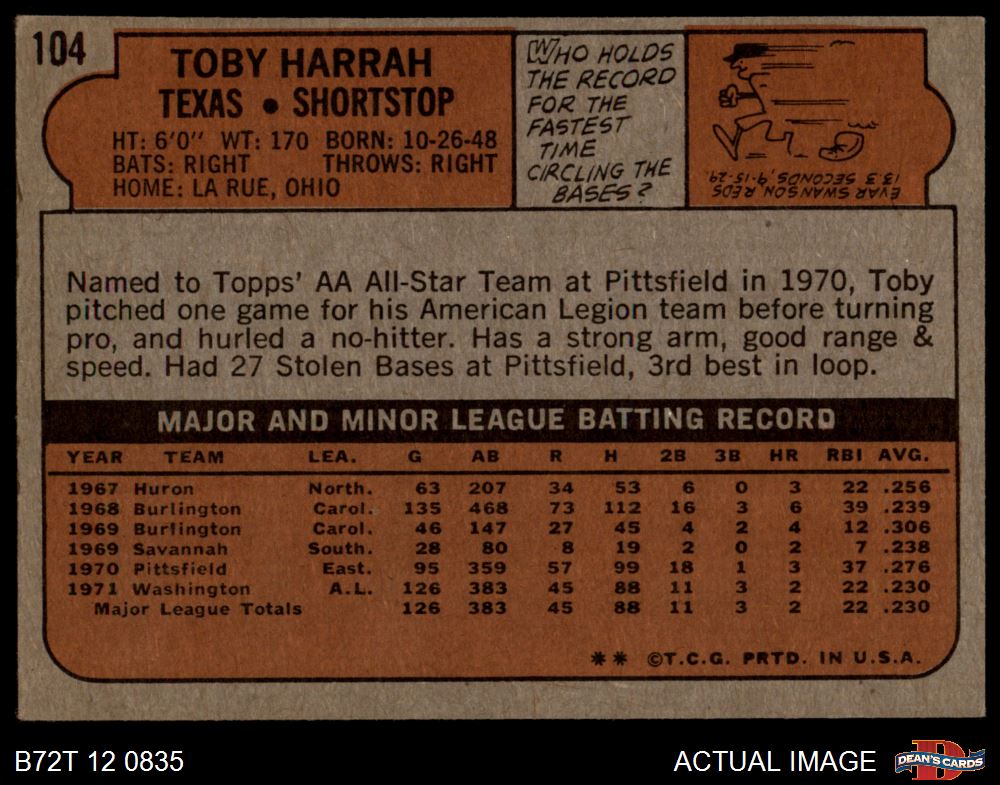 104
TOBY HARRAH
TEXAS • SHORTSTOP
HT: 6'0" WT: 170 BORN: 10-26-48
BATS: RIGHT THROWS: RIGHT
HOME: LA RUE, OHIO
WHO HOLDS
THE RECORD
FOR THE
FASTEST
TIME
CIRCLING THE
BASES?
EVAR SWANSON REDS
13.3 SECONDS, 9-15-29
Named to Topps' AA All-Star Team at Pittsfield in 1970, Toby
pitched one game for his American Legion team before turning
pro, and hurled a no-hitter. Has a strong arm, good range &
speed. Had 27 Stolen Bases at Pittsfield, 3rd best in loop.
MAJOR AND MINOR LEAGUE BATTING RECORD
YEAR TEAM LEA. G AB R H 2B 3B HR RBI AVG.
1967 Huron North. 63 207 34 53 6 0 3 22 .256
1968 Burlington Carol. 135 468 73 112 16 3 6 39 .239
1969 Burlington Carol. 46 147 27 45 4 2 4 12 .306
1969 Savannah South. 28 80 8 19 2 0 2 7 .238
1970 Pittsfield East. 95 359 57 99 18 1 3 37 .276
1971 Washington A.L. 126 383 45 88 11 3 2 22 .230
Major League Totals 126 383 45 88 11 3 2 22 .230
** ©T.C.G. PRTD. IN U.S.A.
B72T 12 0835 ACTUAL IMAGE
DEAN'S CARDS